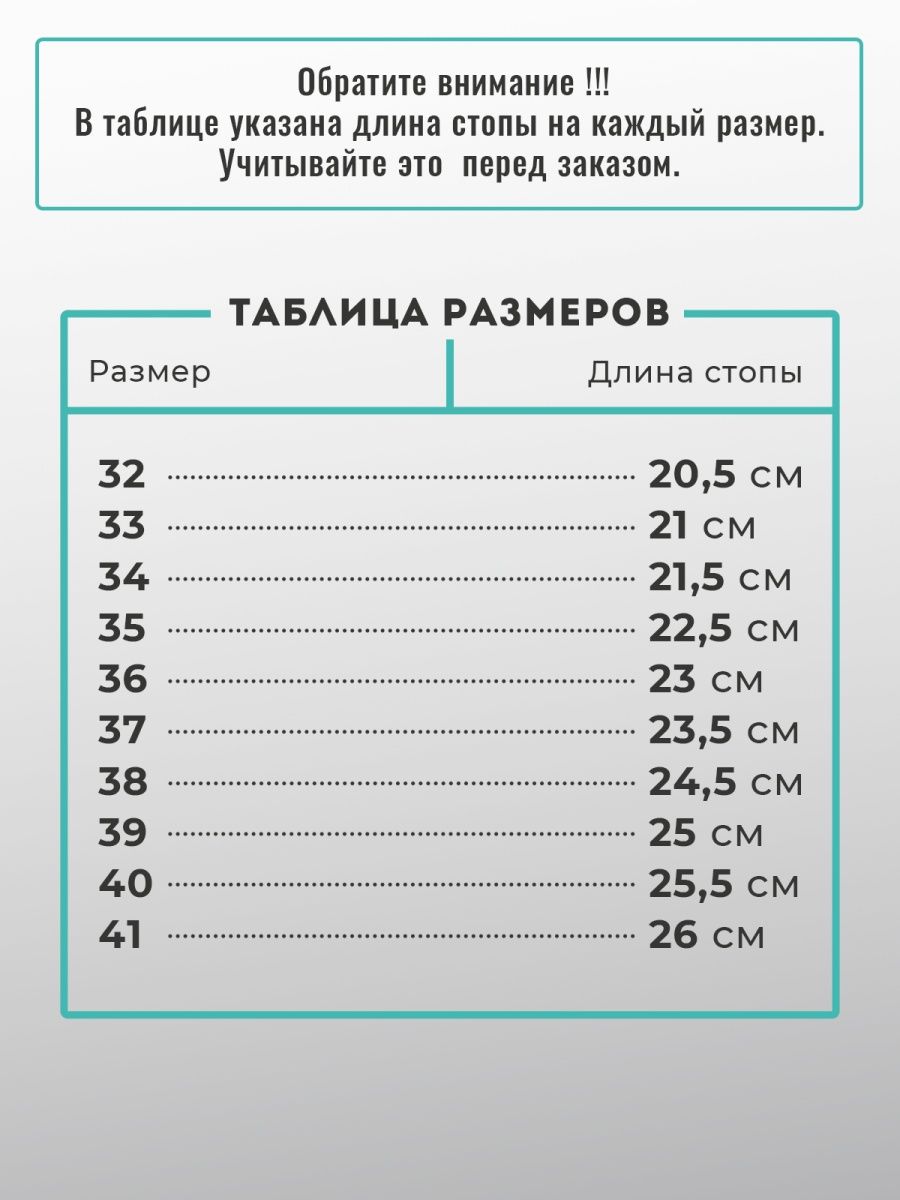 Обратите внимание !!!
В таблице указана длина стопы на каждый размер.
Учитывайте это перед заказом.
ТАБЛИЦА РАЗМЕРОВ
Размер Длина стопы
32 20,5 см
33 21 см
34 21,5 см
35 22,5 см
36 23 см
37 23,5 см
38 24,5 см
39 25 см
40 25,5 см
41 26 см